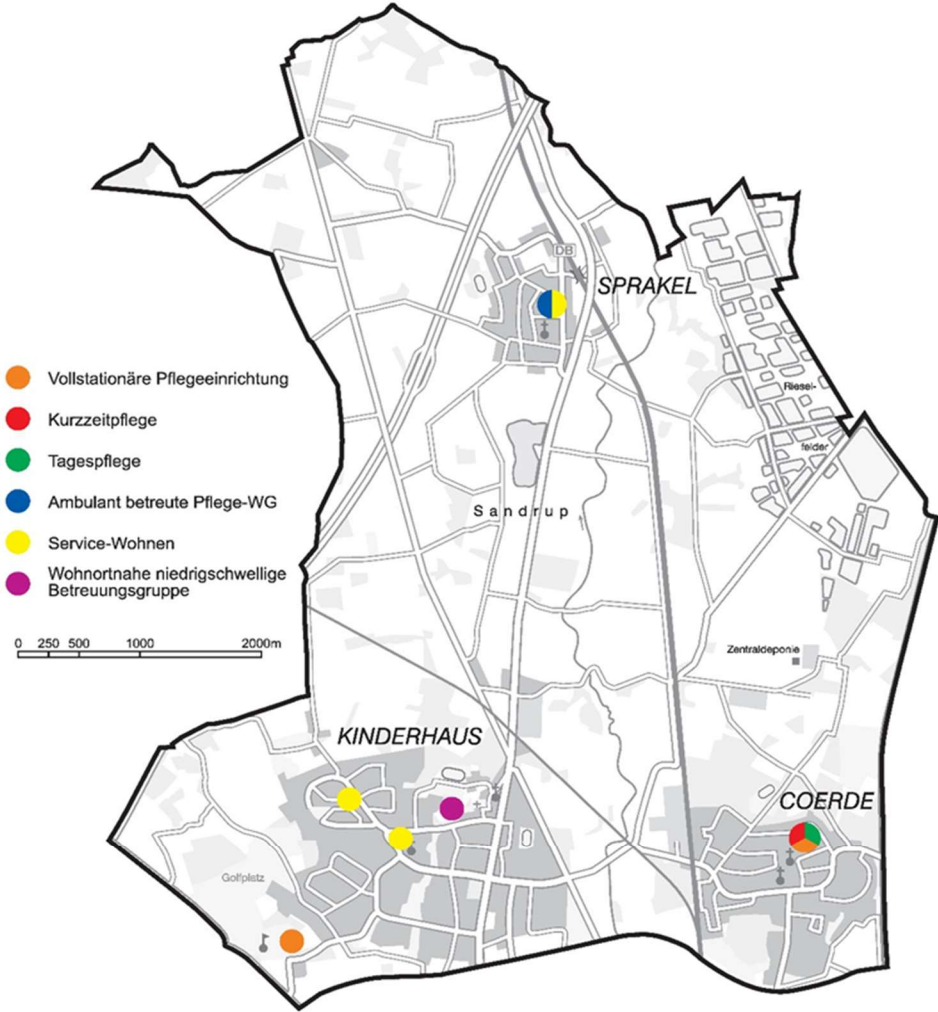 DB
SPRAKEL
Riesel-
felder
Vollstationäre Pflegeeinrichtung
Kurzzeitpflege
Tagespflege
Ambulant betreute Pflege-WG
Service-Wohnen
Wohnortnahe niedrigschwellige
Betreuungsgruppe
Sandrup
0 250 500 1000 2000m
Zentraldeponie
KINDERHAUS
COERDE
Golfplatz